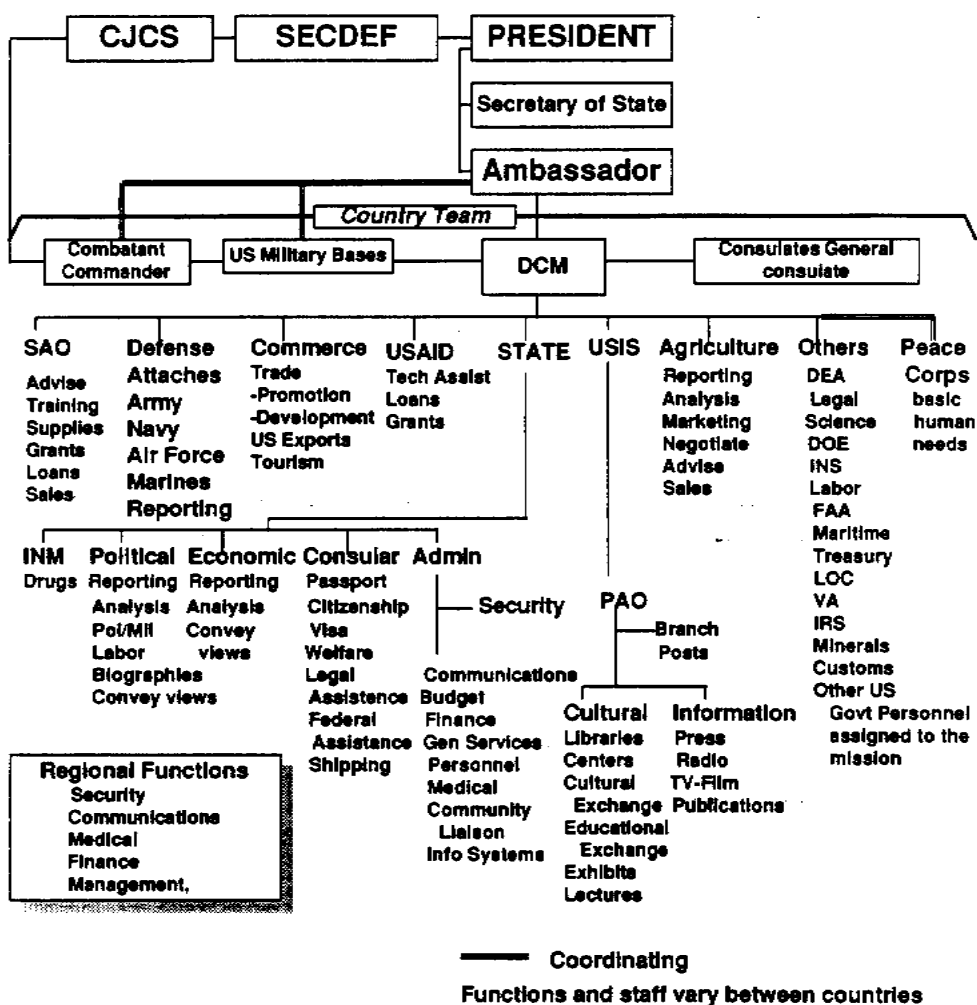 CJCS
SECDEF
PRESIDENT
Secretary of State
Ambassador
Country Team
Combatant
Commander
US Military Bases
DCM
Consulates General
consulate
SAO
Advise
Training
Supplies
Grants
Loans
Sales
Defense
Attaches
Army
Navy
Air Force
Marines
Reporting
Commerce
Trade
-Promotion
-Development
US Exports
Tourism
USAID
Tech Assist
Loans
Grants
STATE
USIS
Agriculture
Reporting
Analysis
Marketing
Negotiate
Advise
Sales
Others
DEA
Legal
Science
DOE
INS
Labor
FAA
Maritime
Treasury
LOC
VA
IRS
Minerals
Customs
Other US
Govt Personnel
assigned to the
mission
Peace
Corps
basic
human
needs
INM
Drugs
Political
Reporting
Analysis
Pol/Mil
Labor
Biographies
Convey views
Economic
Reporting
Analysis
Convey
views
Consular
Passport
Citizenship
Visa
Welfare
Legal
Assistence
Federal
Assistance
Shipping
Admin
Security
Communications
Budget
Finance
Gen Services
Personnel
Medical
Community
Liaison
Info Systems
PAO
Branch
Posts
Cultural
Libraries
Centers
Cultural
Exchange
Educational
Exchange
Exhibits
Lectures
Information
Press
Radio
TV-Film
Publications
Regional Functions
Security
Communications
Medical
Finance
Management,
Coordinating
Functions and staff vary between countries